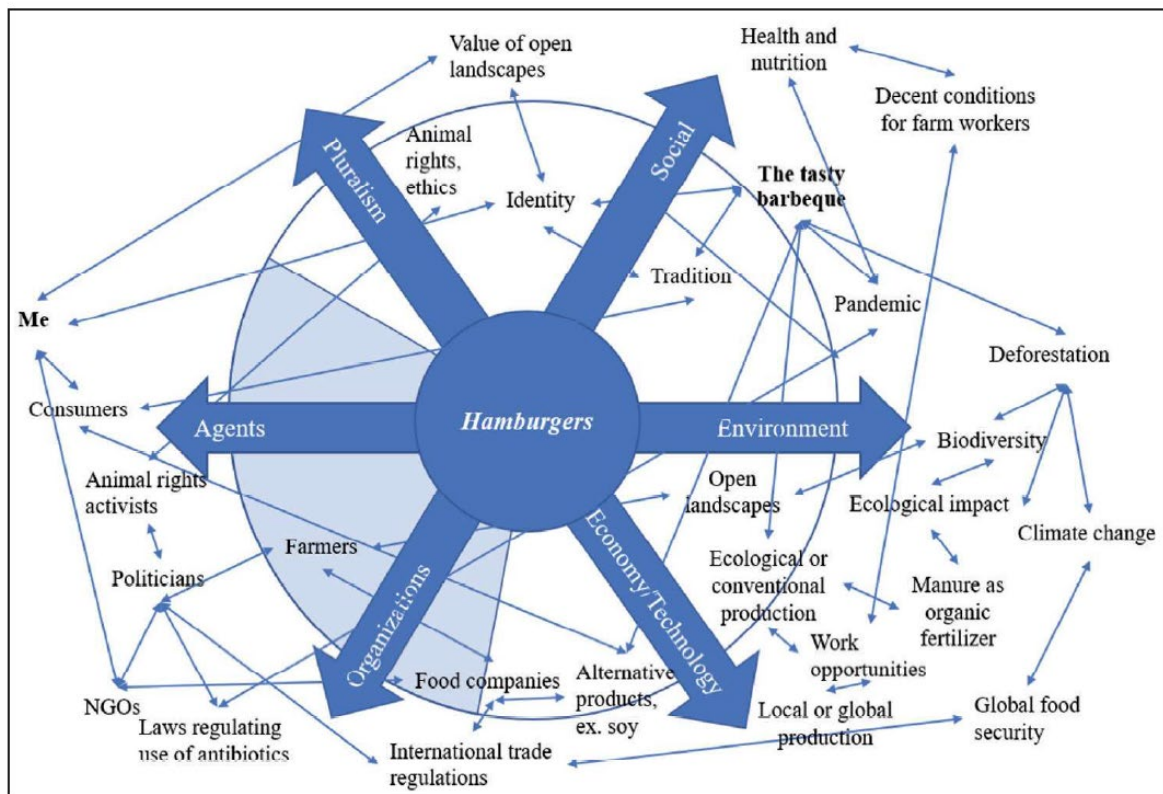 Value of open
landscapes
Health and
nutrition
Decent conditions
for farm workers
Animal
rights,
ethics
Pluralism
Social
The tasty
barbeque
Identity
Tradition
Pandemic
Me
Deforestation
Consumers
Agents
Hamburgers
Environment
Biodiversity
Animal rights
activists
Open
landscapes
Ecological impact
Climate change
Farmers
Politicians
Organizations
Economy/Technology
Ecological or
conventional
production
Manure as
organic
fertilizer
Work
opportunities
Food companies
Alternative
products,
ex. soy
NGOs
Laws regulating
use of antibiotics
International trade
regulations
Local or global
production
Global food
security